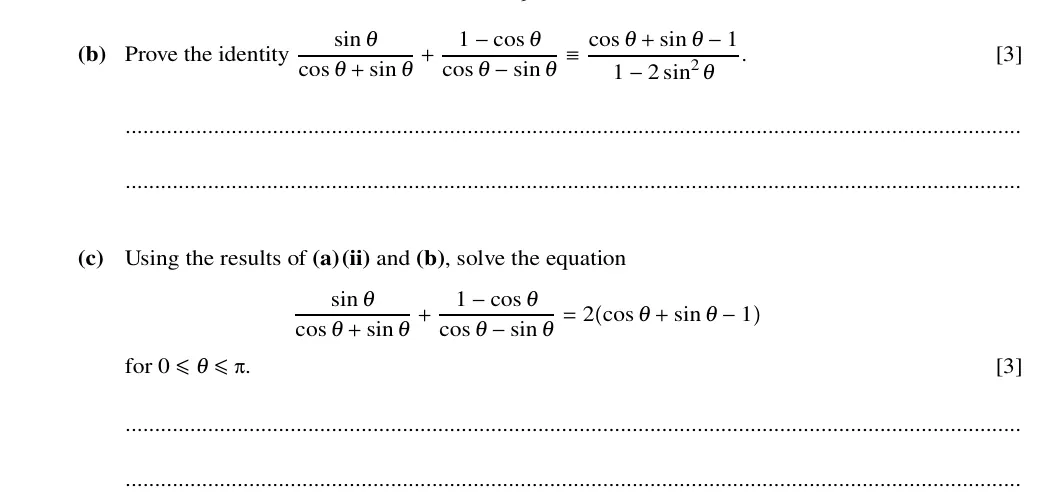 (b) Prove the identity sin θ/(cos θ + sin θ) + (1 − cos θ)/(cos θ − sin θ) ≡ (cos θ + sin θ − 1)/(1 − 2 sin² θ). [3]
(c) Using the results of (a)(ii) and (b), solve the equation
sin θ/(cos θ + sin θ) + (1 − cos θ)/(cos θ − sin θ) = 2(cos θ + sin θ − 1)
for 0 ⩽ θ ⩽ π. [3]